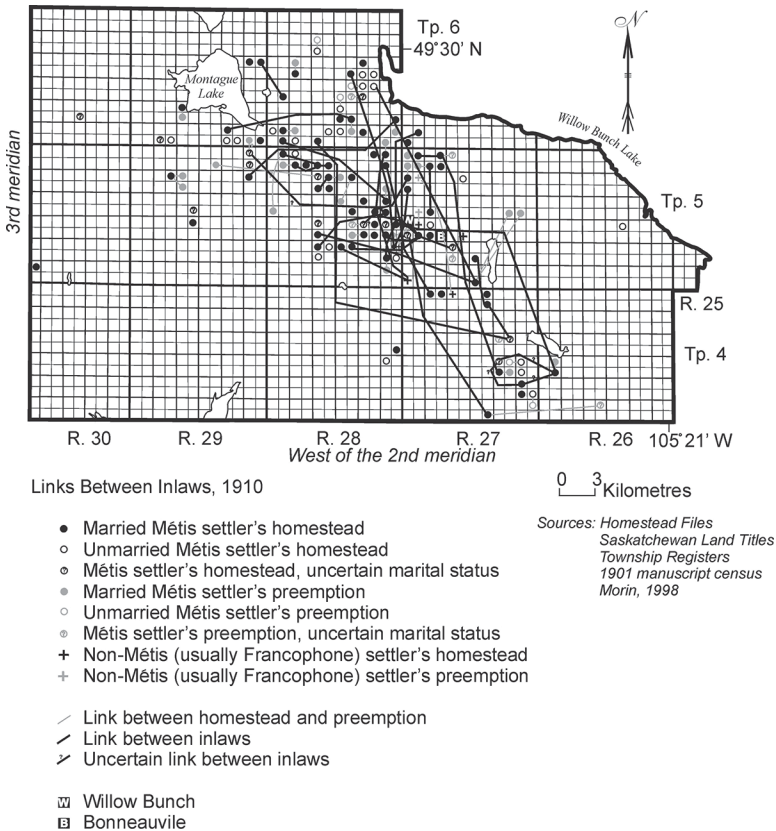 Tp. 6
49°30' N
N
Montague
Lake
Willow Bunch Lake
3rd meridian
Tp. 5
W
B
R. 25
Tp. 4
R. 30 R. 29 R. 28 R. 27 R. 26 105°21' W
West of the 2nd meridian
Links Between Inlaws, 1910
0 3 Kilometres
Sources: Homestead Files
Saskatchewan Land Titles
Township Registers
1901 manuscript census
Morin, 1998
Married Métis settler's homestead
Unmarried Métis settler's homestead
? Métis settler's homestead, uncertain marital status
Married Métis settler's preemption
Unmarried Métis settler's preemption
? Métis settler's preemption, uncertain marital status
+ Non-Métis (usually Francophone) settler's homestead
+ Non-Métis (usually Francophone) settler's preemption
Link between homestead and preemption
Link between inlaws
? Uncertain link between inlaws
W Willow Bunch
B Bonneauvile